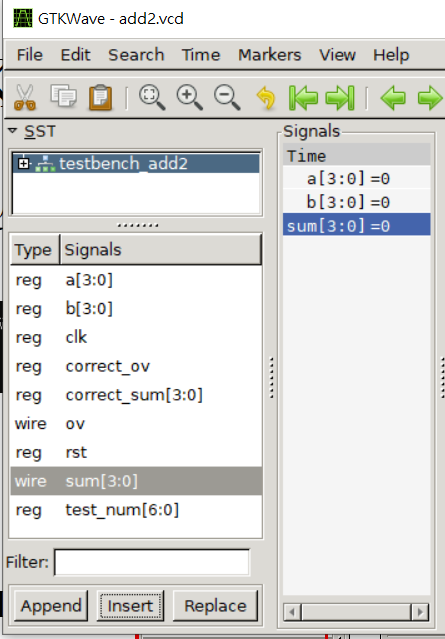 GTKWave - add2.vcd
File Edit Search Time Markers View Help
SST
testbench_add2
Type Signals
reg a[3:0]
reg b[3:0]
reg clk
reg correct_ov
reg correct_sum[3:0]
wire ov
reg rst
wire sum[3:0]
reg test_num[6:0]
Filter:
Append Insert Replace
Signals
Time
a[3:0]=0
b[3:0]=0
sum[3:0]=0